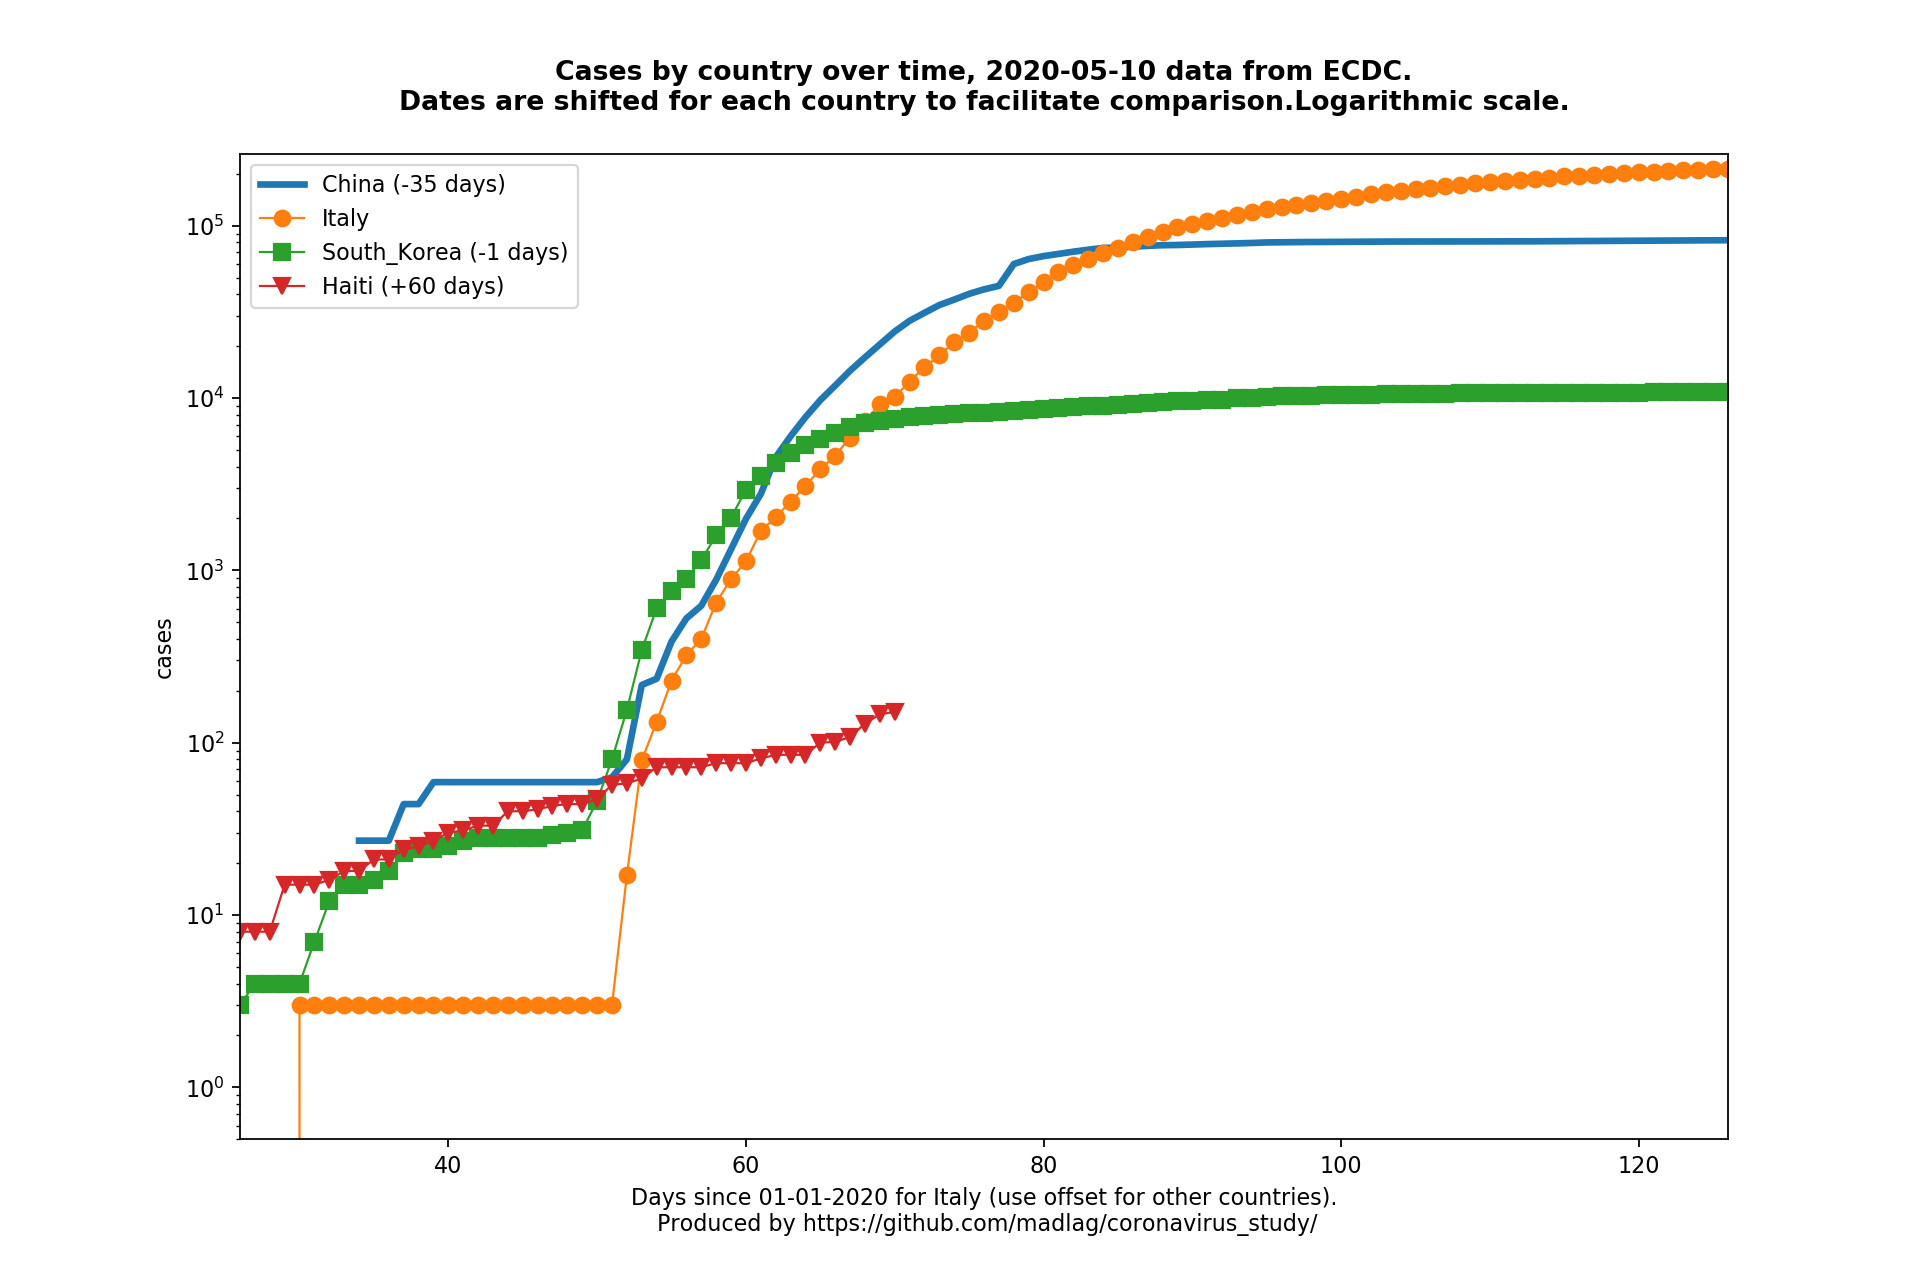 Cases by country over time, 2020-05-10 data from ECDC.
Dates are shifted for each country to facilitate comparison.Logarithmic scale.
China (-35 days)
Italy
South_Korea (-1 days)
Haiti (+60 days)
10^5
10^4
10^3
10^2
10^1
10^0
cases
40 60 80 100 120
Days since 01-01-2020 for Italy (use offset for other countries).
Produced by https://github.com/madlag/coronavirus_study/